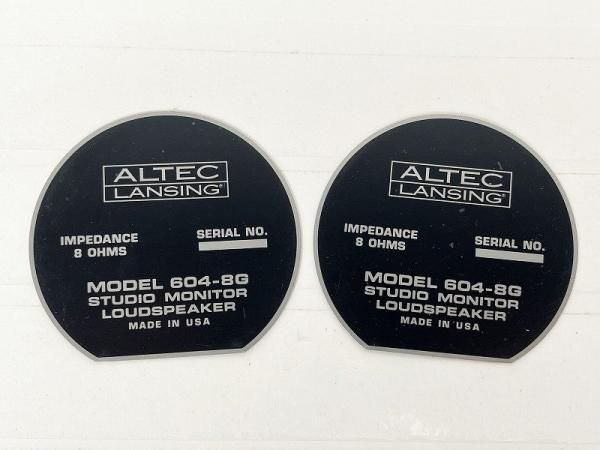 ALTEC
LANSING®
IMPEDANCE
8 OHMS
SERIAL NO.
MODEL 604-8G
STUDIO MONITOR
LOUDSPEAKER
MADE IN USA
ALTEC
LANSING®
IMPEDANCE
8 OHMS
SERIAL NO.
MODEL 604-8G
STUDIO MONITOR
LOUDSPEAKER
MADE IN USA